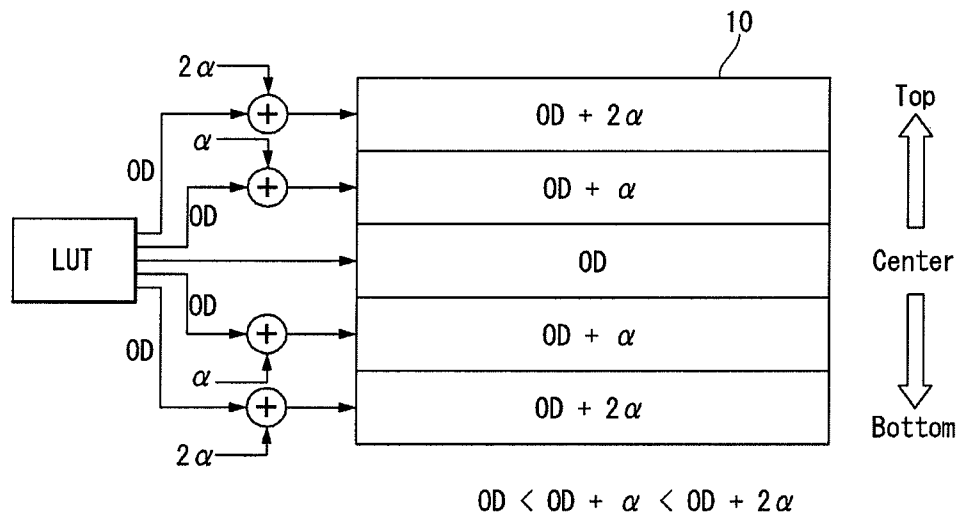 10
2α
OD + 2α
Top
α
OD
OD + α
OD
LUT
OD
Center
OD
OD + α
OD
α
OD + 2α
Bottom
2α
OD < OD + α < OD + 2α